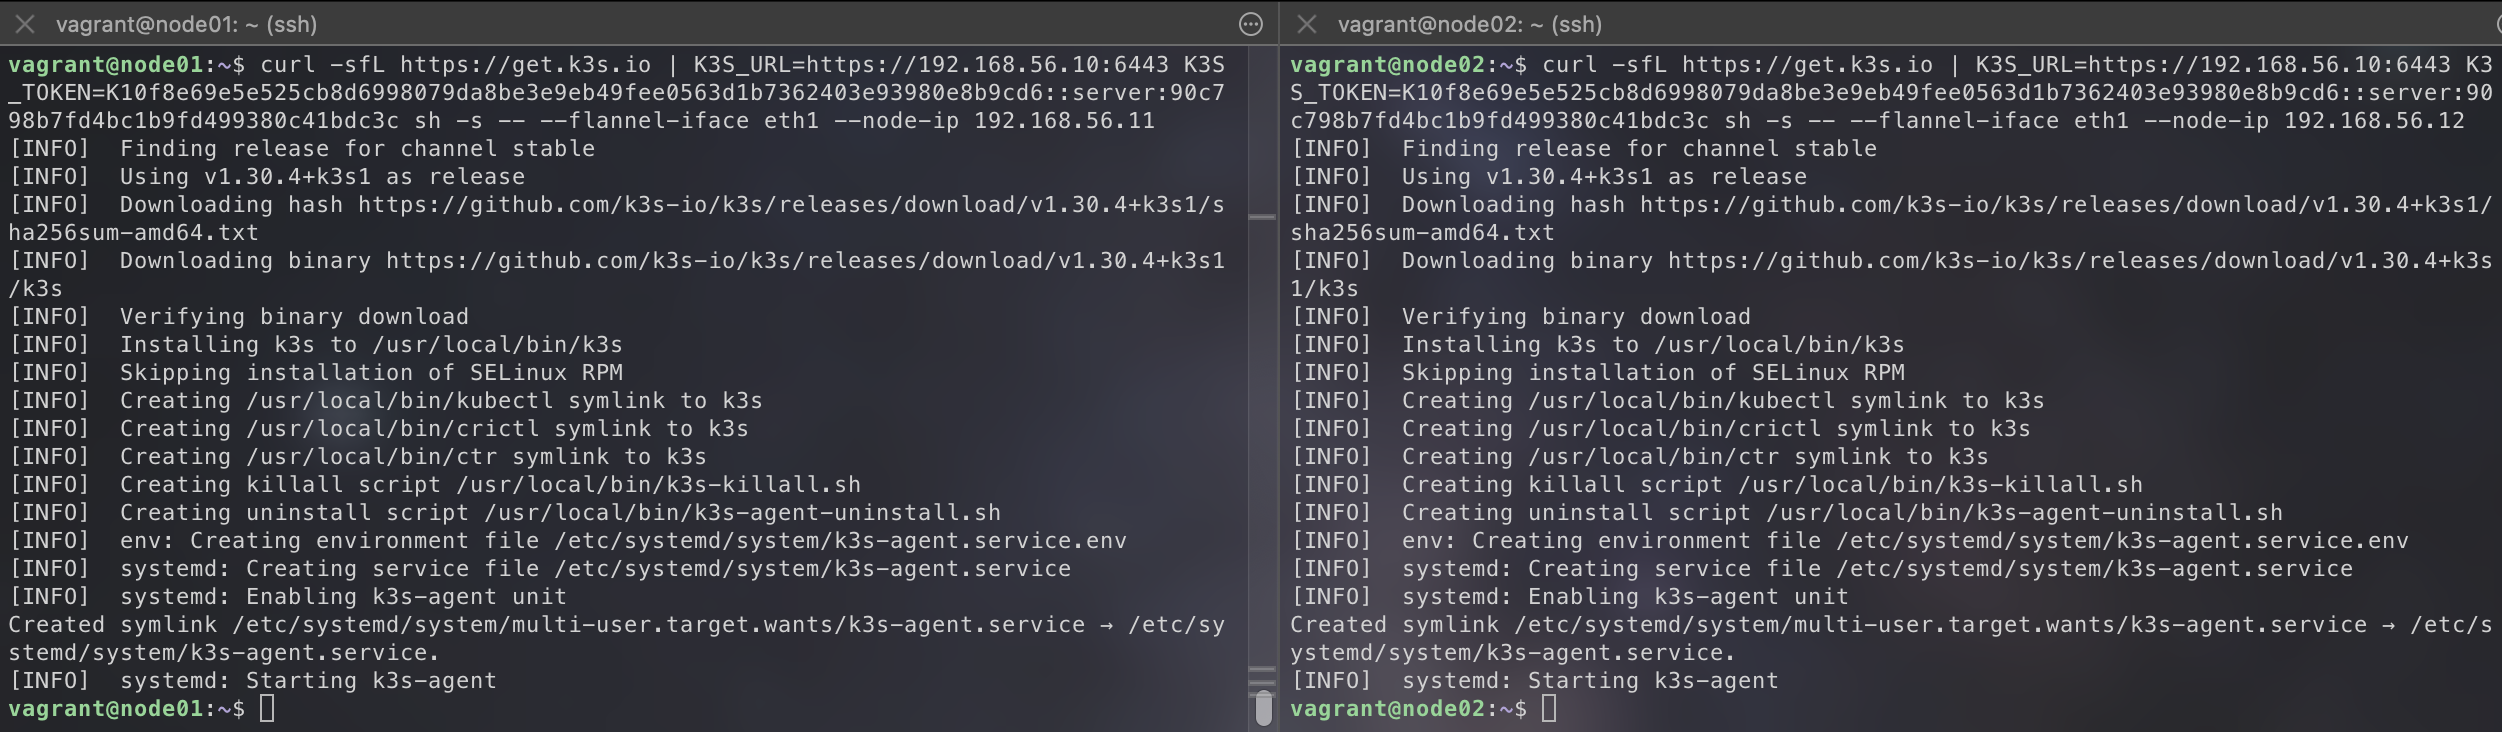 vagrant@node01: ~ (ssh)
vagrant@node01:~$ curl -sfL https://get.k3s.io | K3S_URL=https://192.168.56.10:6443 K3S
_TOKEN=K10f8e69e5e525cb8d6998079da8be3e9eb49fee0563d1b7362403e93980e8b9cd6::server:90c7
98b7fd4bc1b9fd499380c41bdc3c sh -s -- --flannel-iface eth1 --node-ip 192.168.56.11
[INFO]  Finding release for channel stable
[INFO]  Using v1.30.4+k3s1 as release
[INFO]  Downloading hash https://github.com/k3s-io/k3s/releases/download/v1.30.4+k3s1/s
ha256sum-amd64.txt
[INFO]  Downloading binary https://github.com/k3s-io/k3s/releases/download/v1.30.4+k3s1
/k3s
[INFO]  Verifying binary download
[INFO]  Installing k3s to /usr/local/bin/k3s
[INFO]  Skipping installation of SELinux RPM
[INFO]  Creating /usr/local/bin/kubectl symlink to k3s
[INFO]  Creating /usr/local/bin/crictl symlink to k3s
[INFO]  Creating /usr/local/bin/ctr symlink to k3s
[INFO]  Creating killall script /usr/local/bin/k3s-killall.sh
[INFO]  Creating uninstall script /usr/local/bin/k3s-agent-uninstall.sh
[INFO]  env: Creating environment file /etc/systemd/system/k3s-agent.service.env
[INFO]  systemd: Creating service file /etc/systemd/system/k3s-agent.service
[INFO]  systemd: Enabling k3s-agent unit
Created symlink /etc/systemd/system/multi-user.target.wants/k3s-agent.service → /etc/sy
stemd/system/k3s-agent.service.
[INFO]  systemd: Starting k3s-agent
vagrant@node01:~$
vagrant@node02: ~ (ssh)
vagrant@node02:~$ curl -sfL https://get.k3s.io | K3S_URL=https://192.168.56.10:6443 K3
S_TOKEN=K10f8e69e5e525cb8d6998079da8be3e9eb49fee0563d1b7362403e93980e8b9cd6::server:90
c798b7fd4bc1b9fd499380c41bdc3c sh -s -- --flannel-iface eth1 --node-ip 192.168.56.12
[INFO]  Finding release for channel stable
[INFO]  Using v1.30.4+k3s1 as release
[INFO]  Downloading hash https://github.com/k3s-io/k3s/releases/download/v1.30.4+k3s1/
sha256sum-amd64.txt
[INFO]  Downloading binary https://github.com/k3s-io/k3s/releases/download/v1.30.4+k3s
1/k3s
[INFO]  Verifying binary download
[INFO]  Installing k3s to /usr/local/bin/k3s
[INFO]  Skipping installation of SELinux RPM
[INFO]  Creating /usr/local/bin/kubectl symlink to k3s
[INFO]  Creating /usr/local/bin/crictl symlink to k3s
[INFO]  Creating /usr/local/bin/ctr symlink to k3s
[INFO]  Creating killall script /usr/local/bin/k3s-killall.sh
[INFO]  Creating uninstall script /usr/local/bin/k3s-agent-uninstall.sh
[INFO]  env: Creating environment file /etc/systemd/system/k3s-agent.service.env
[INFO]  systemd: Creating service file /etc/systemd/system/k3s-agent.service
[INFO]  systemd: Enabling k3s-agent unit
Created symlink /etc/systemd/system/multi-user.target.wants/k3s-agent.service → /etc/s
ystemd/system/k3s-agent.service.
[INFO]  systemd: Starting k3s-agent
vagrant@node02:~$